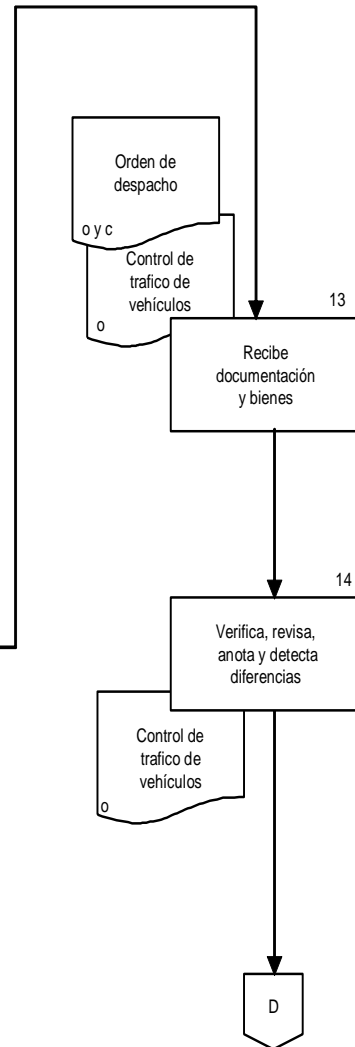 Orden de
despacho
o y c
Control de
trafico de
vehículos
o
13
Recibe
documentación
y bienes
14
Verifica, revisa,
anota y detecta
diferencias
Control de
trafico de
vehículos
o
D